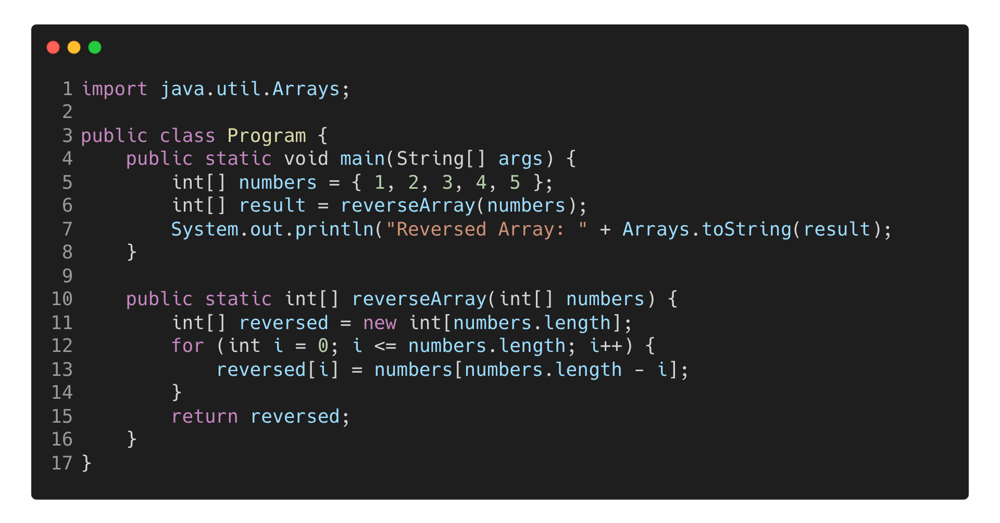 1 import java.util.Arrays;
2
3 public class Program {
4     public static void main(String[] args) {
5         int[] numbers = { 1, 2, 3, 4, 5 };
6         int[] result = reverseArray(numbers);
7         System.out.println("Reversed Array: " + Arrays.toString(result);
8     }
9
10     public static int[] reverseArray(int[] numbers) {
11         int[] reversed = new int[numbers.length];
12         for (int i = 0; i <= numbers.length; i++) {
13             reversed[i] = numbers[numbers.length - i];
14         }
15         return reversed;
16     }
17 }